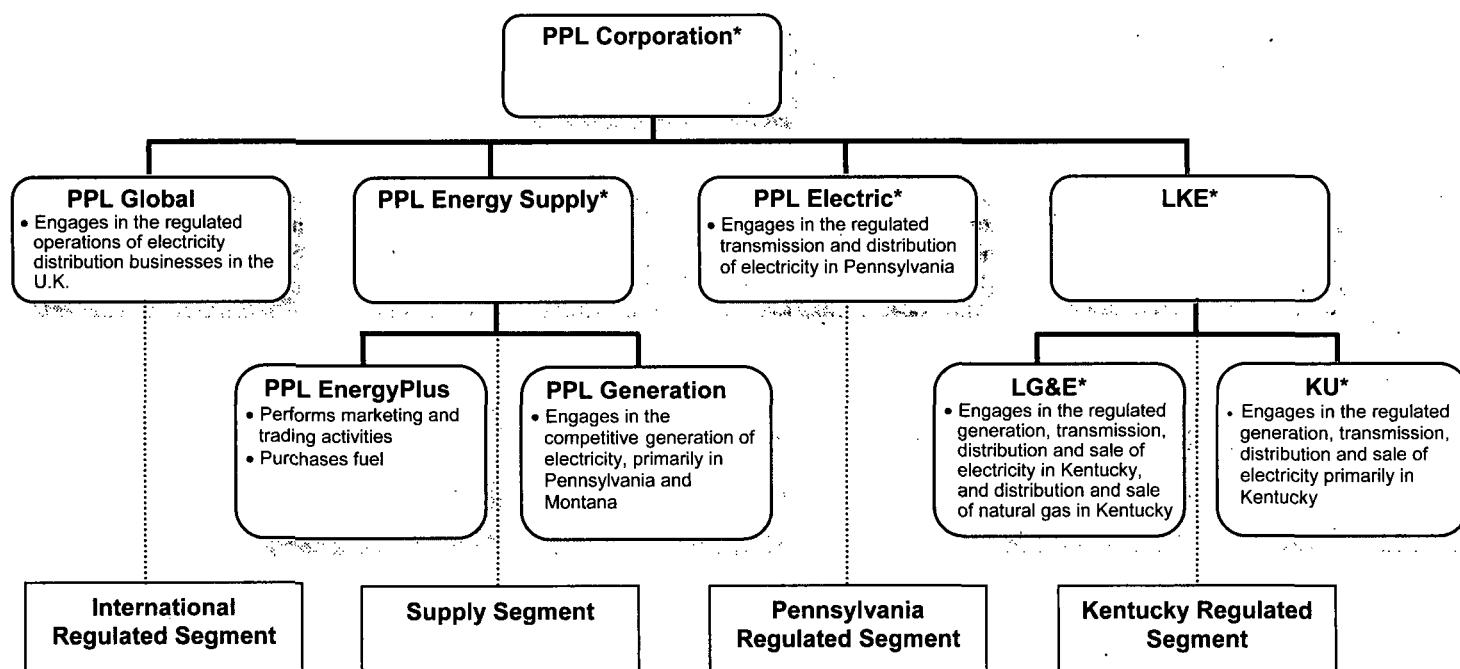 PPL Corporation*
PPL Global
• Engages in the regulated
operations of electricity
distribution businesses in the
U.K.
PPL Energy Supply*
PPL Electric*
• Engages in the regulated
transmission and distribution
of electricity in Pennsylvania
LKE*
PPL EnergyPlus
• Performs marketing and
trading activities
• Purchases fuel
PPL Generation
• Engages in the
competitive generation of
electricity, primarily in
Pennsylvania and
Montana
LG&E*
• Engages in the regulated
generation, transmission,
distribution and sale of
electricity in Kentucky,
and distribution and sale
of natural gas in Kentucky
KU*
• Engages in the regulated
generation, transmission,
distribution and sale of
electricity primarily in
Kentucky
International
Regulated Segment
Supply Segment
Pennsylvania
Regulated Segment
Kentucky Regulated
Segment